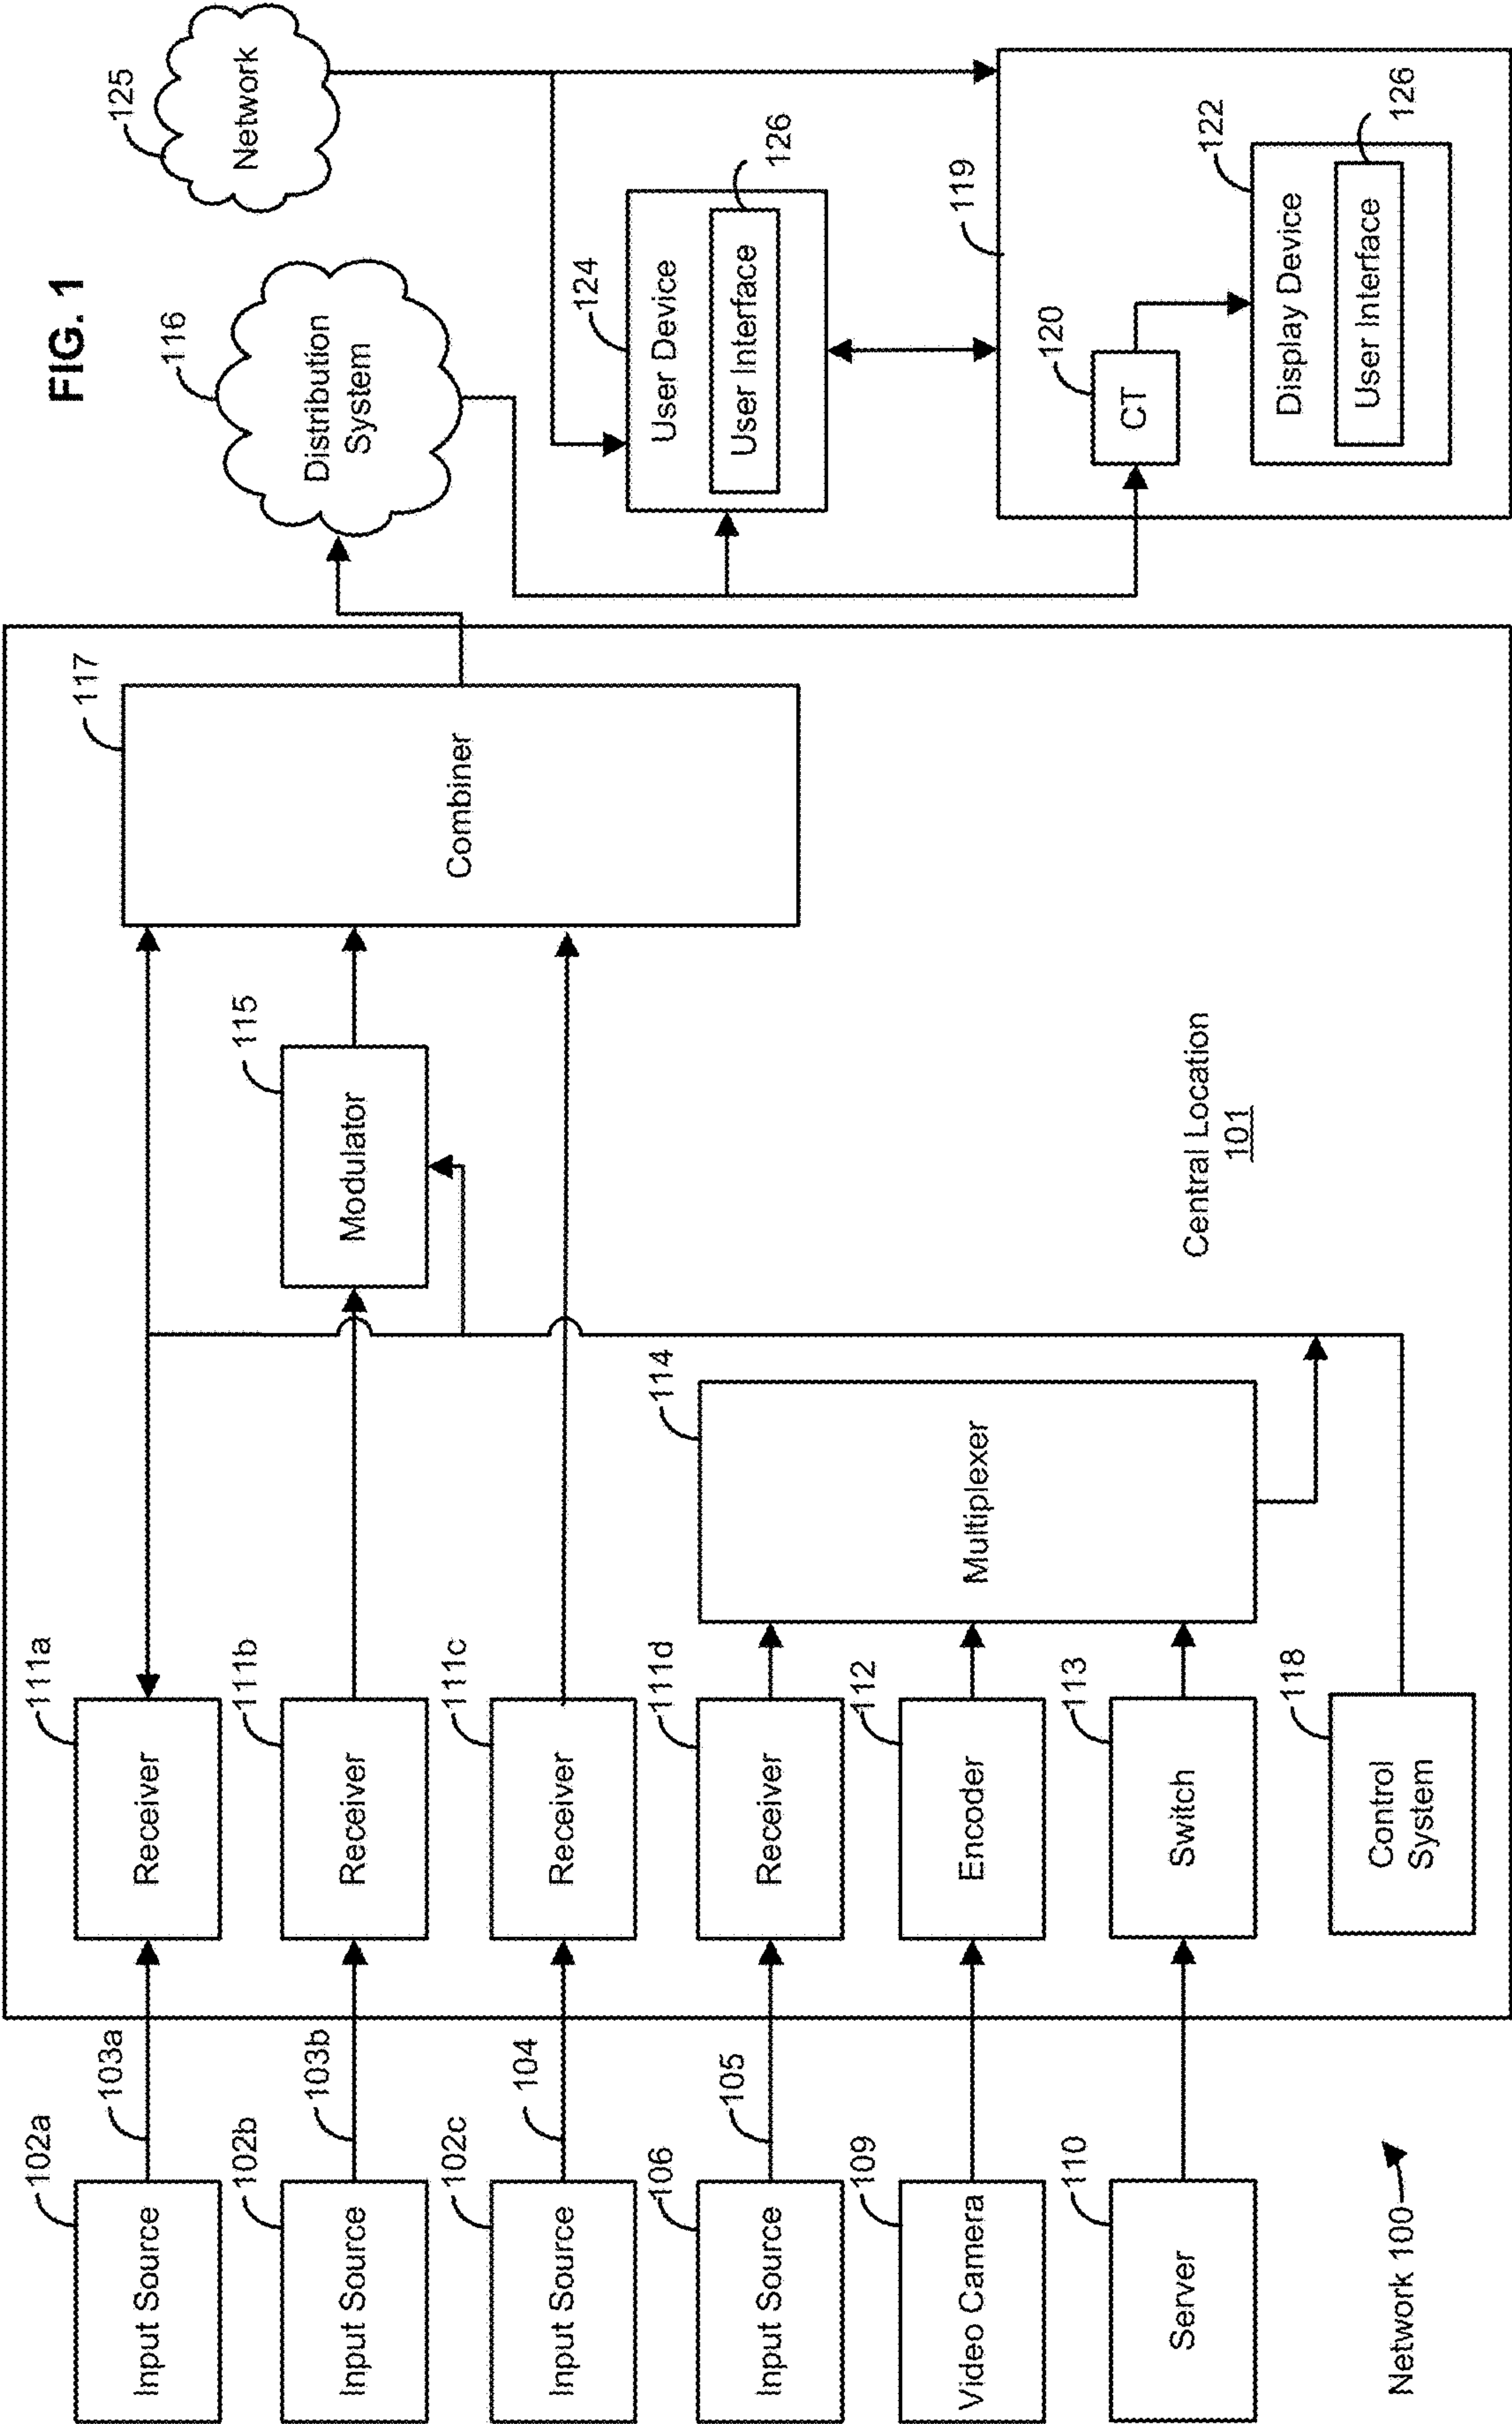 FIG. 1
102a
Input Source
103a
111a
Receiver
102b
Input Source
103b
111b
Receiver
115
Modulator
102c
Input Source
104
111c
Receiver
117
Combiner
106
Input Source
105
111d
Receiver
109
Video Camera
112
Encoder
110
Server
113
Switch
114
Multiplexer
118
Control
System
Central Location
101
116
Distribution
System
125
Network
124
User Device
User Interface
126
119
120
CT
122
Display Device
User Interface
126
Network 100